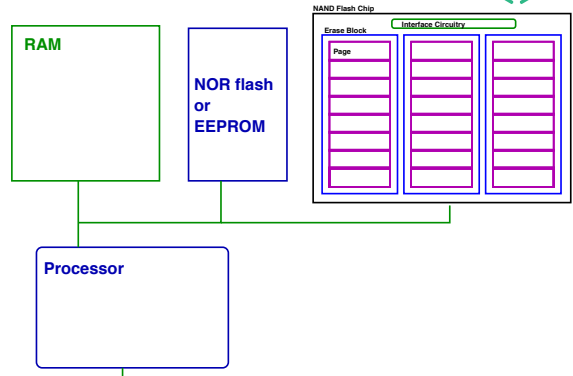 NAND Flash Chip
Interface Circuitry
Erase Block
Page
RAM
NOR flash
or
EEPROM
Processor